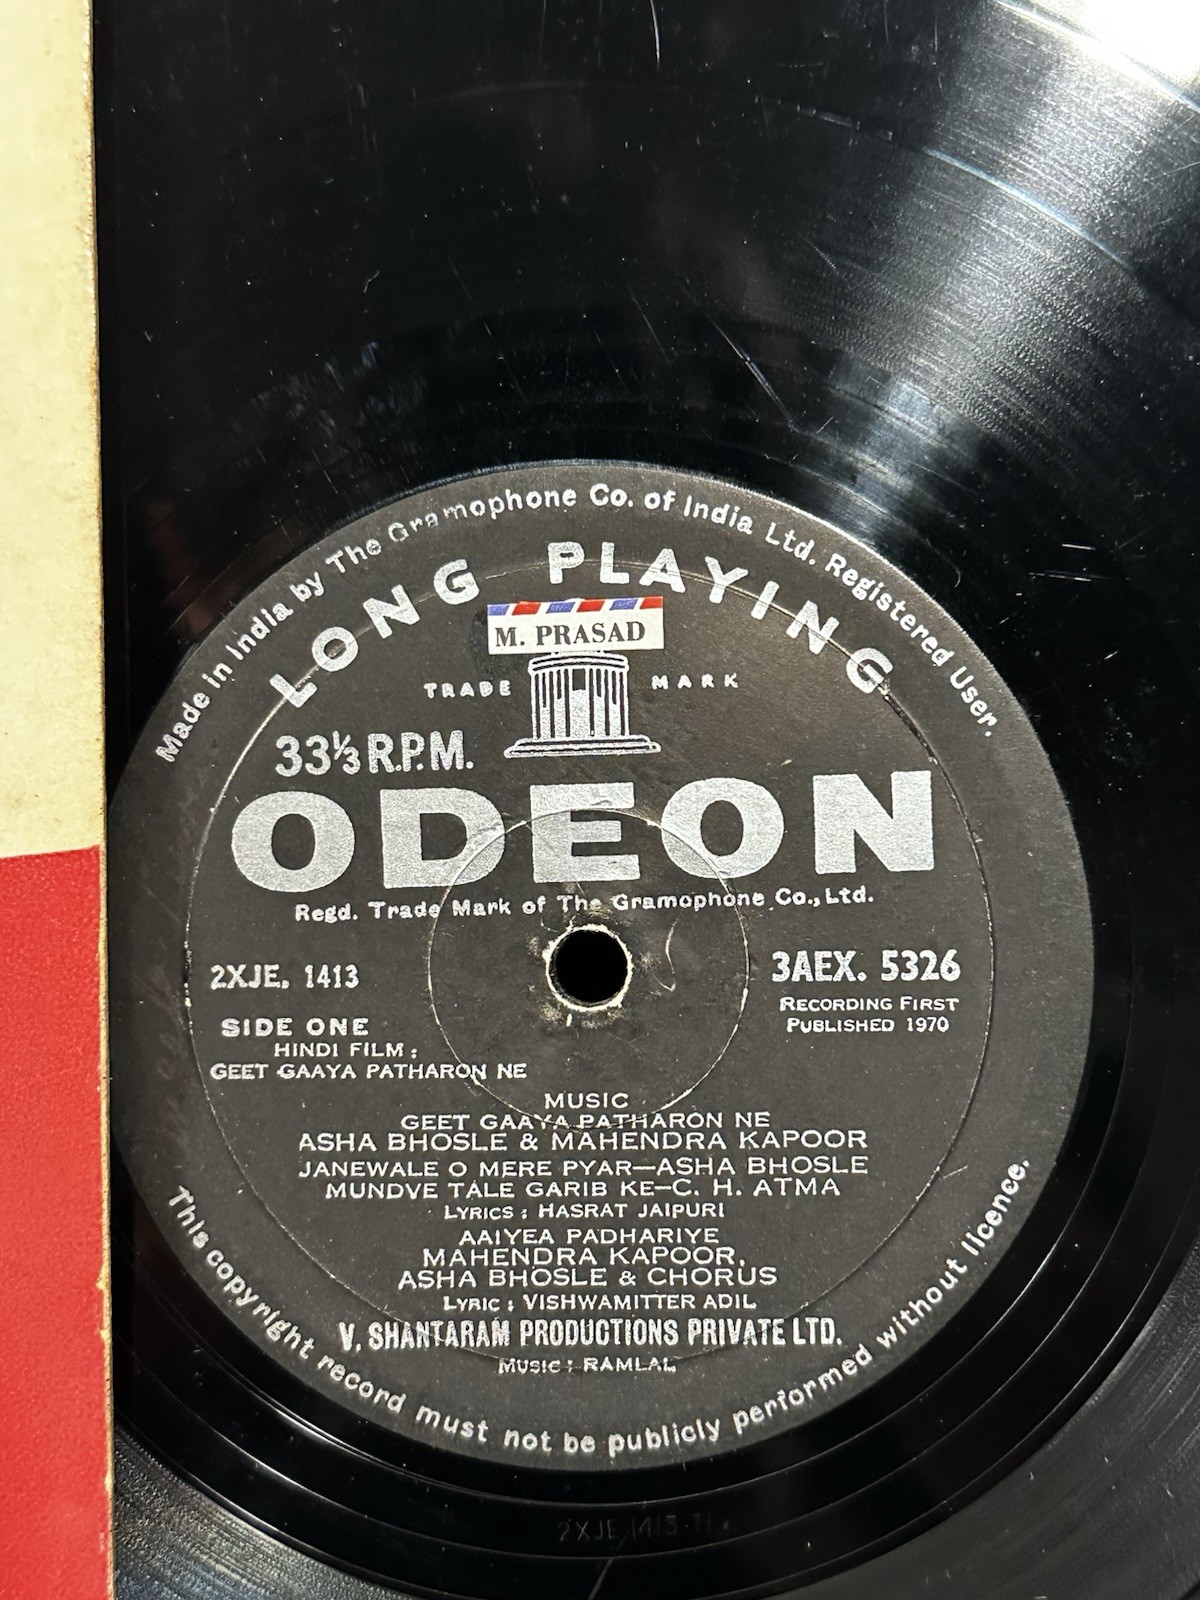 Made in India by The Gramophone Co. of India Ltd. Registered User.
LONG PLAYING
M. PRASAD
TRADE MARK
33⅓ R.P.M.
ODEON
Regd. Trade Mark of The Gramophone Co., Ltd.
2XJE. 1413
3AEX. 5326
RECORDING FIRST
PUBLISHED 1970
SIDE ONE
HINDI FILM :
GEET GAAYA PATHARON NE
MUSIC
GEET GAAYA PATHARON NE
ASHA BHOSLE & MAHENDRA KAPOOR
JANEWALE O MERE PYAR—ASHA BHOSLE
MUNDVE TALE GARIB KE—C. H. ATMA
LYRICS : HASRAT JAIPURI
AAIYEA PADHARIYE
MAHENDRA KAPOOR,
ASHA BHOSLE & CHORUS
LYRIC : VISHWAMITTER ADIL
V. SHANTARAM PRODUCTIONS PRIVATE LTD.
MUSIC : RAMLAL
This copyright record must not be publicly performed without licence.
2XJE 1413-T1